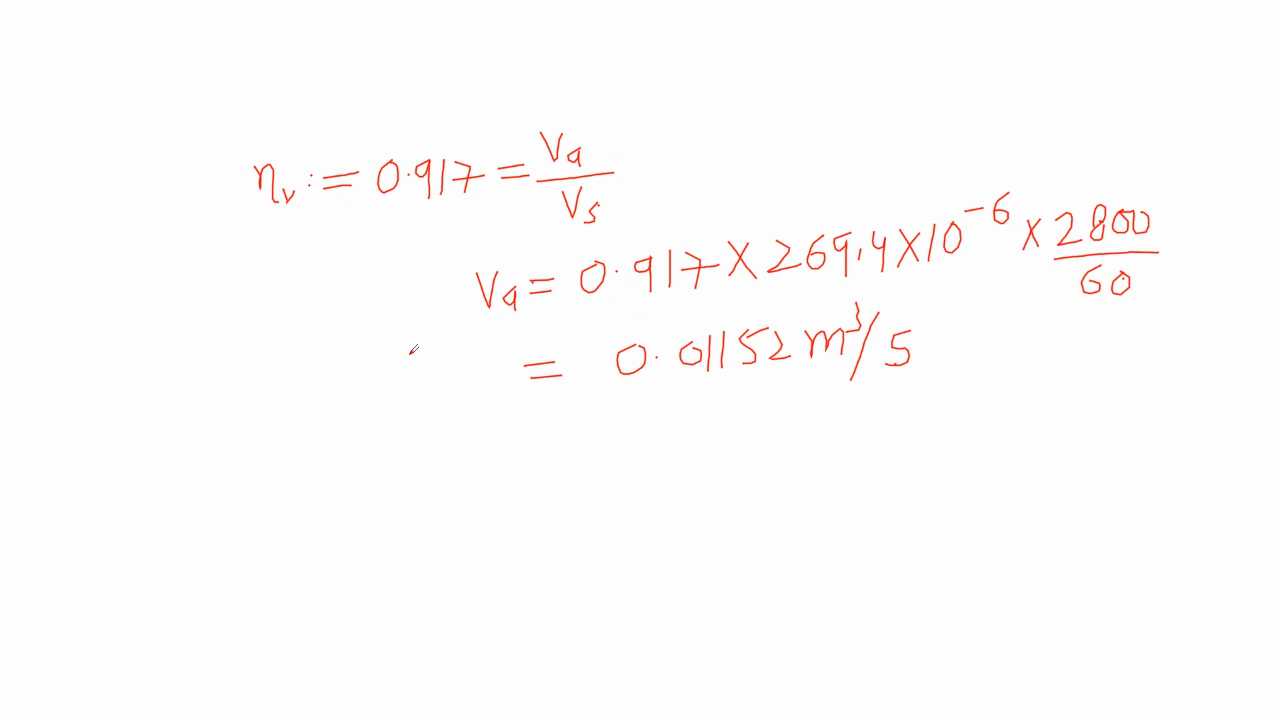 ηv := 0.917 = Va/Vs
Va = 0.917 × 269.4 × 10⁻⁶ × 2800/60
= 0.01152 m³/s